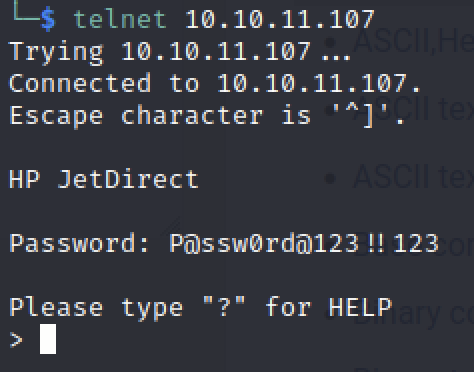 └─$ telnet 10.10.11.107
Trying 10.10.11.107...
Connected to 10.10.11.107.
Escape character is '^]'.
HP JetDirect
Password: P@ssw0rd@123!!123
Please type "?" for HELP
>
ASCII,He
ASCII tex
ASCII tex
Binary co